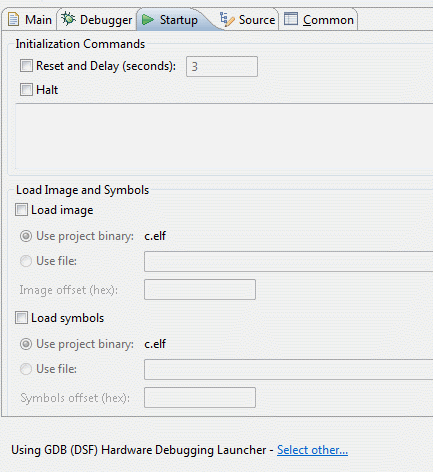 Main Debugger Startup Source Common
Initialization Commands
Reset and Delay (seconds): 3
Halt
Load Image and Symbols
Load image
Use project binary: c.elf
Use file:
Image offset (hex):
Load symbols
Use project binary: c.elf
Use file:
Symbols offset (hex):
Using GDB (DSF) Hardware Debugging Launcher - Select other...